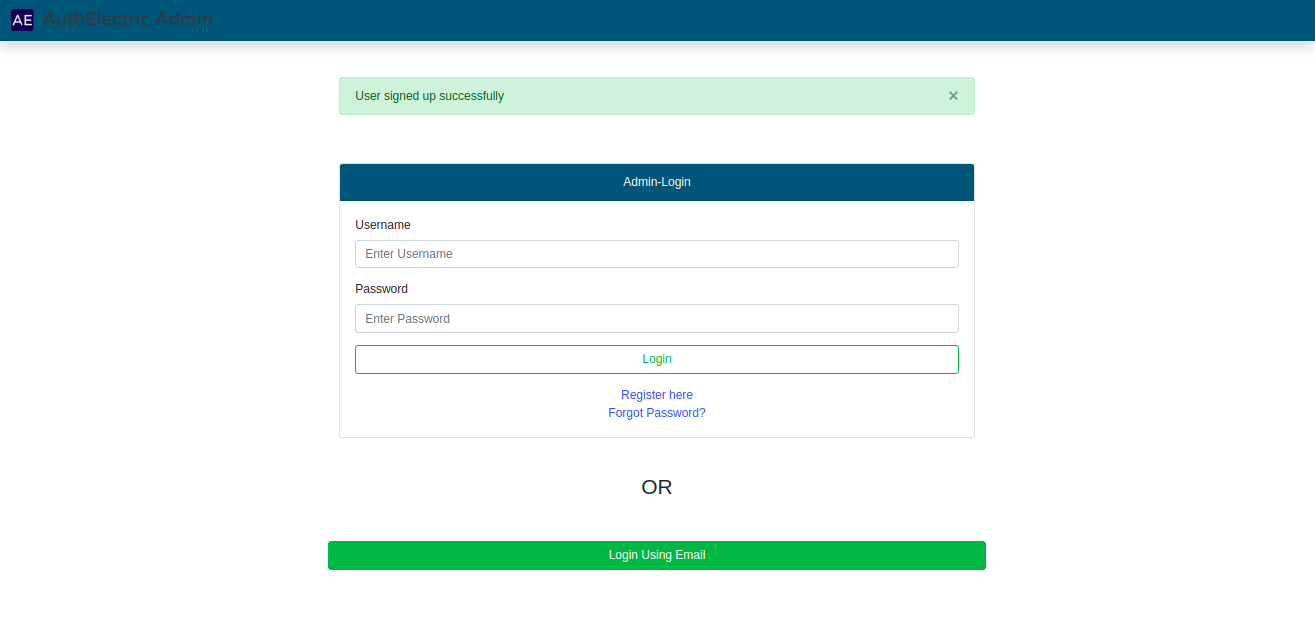 AE AuthElectric Admin
User signed up successfully ×
Admin-Login
Username
Enter Username
Password
Enter Password
Login
Register here
Forgot Password?
OR
Login Using Email